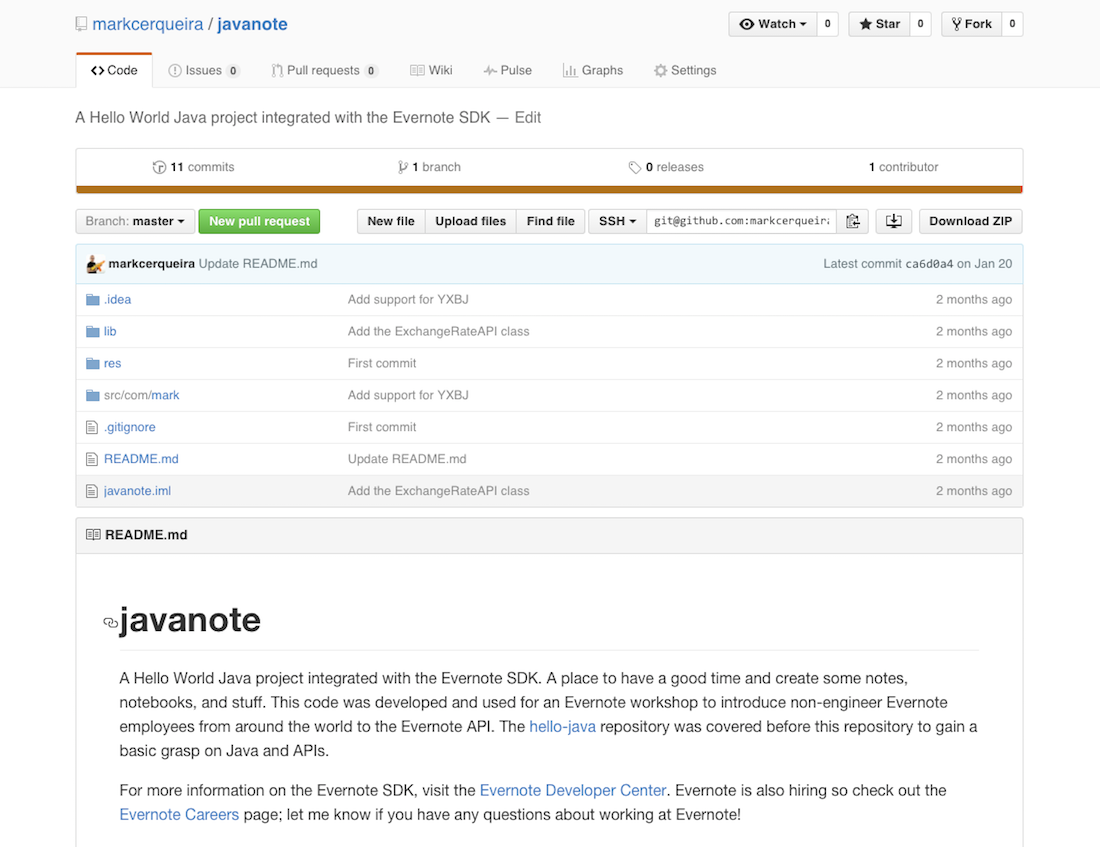 markcerqueira / javanote
Watch 0 Star 0 Fork 0
Code Issues 0 Pull requests 0 Wiki Pulse Graphs Settings
A Hello World Java project integrated with the Evernote SDK — Edit
11 commits 1 branch 0 releases 1 contributor
Branch: master New pull request New file Upload files Find file SSH git@github.com:markcerqueira Download ZIP
markcerqueira Update README.md Latest commit ca6d0a4 on Jan 20
.idea Add support for YXBJ 2 months ago
lib Add the ExchangeRateAPI class 2 months ago
res First commit 2 months ago
src/com/mark Add support for YXBJ 2 months ago
.gitignore First commit 2 months ago
README.md Update README.md 2 months ago
javanote.iml Add the ExchangeRateAPI class 2 months ago
README.md
javanote
A Hello World Java project integrated with the Evernote SDK. A place to have a good time and create some notes,
notebooks, and stuff. This code was developed and used for an Evernote workshop to introduce non-engineer Evernote
employees from around the world to the Evernote API. The hello-java repository was covered before this repository to gain a
basic grasp on Java and APIs.
For more information on the Evernote SDK, visit the Evernote Developer Center. Evernote is also hiring so check out the
Evernote Careers page; let me know if you have any questions about working at Evernote!